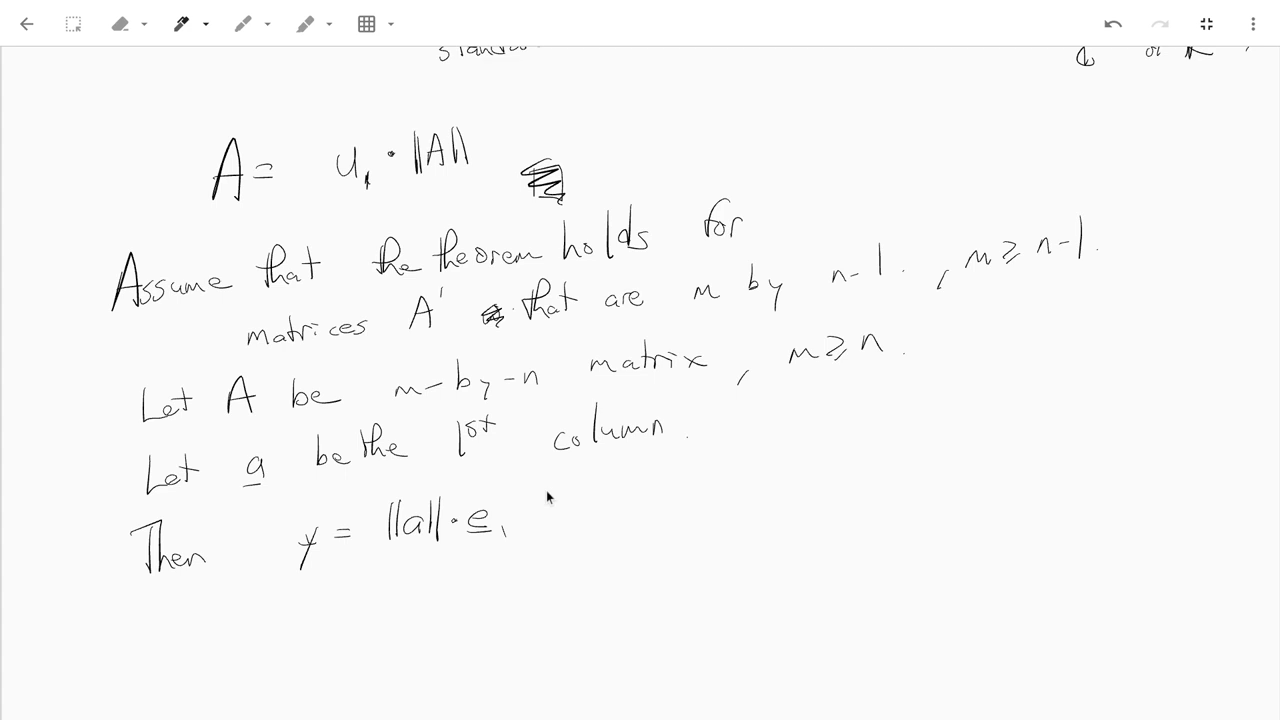 A = u₁ · ||A||
Assume that the theorem holds for
matrices A' that are m by n-1. , m ≥ n-1.
Let A be m-by-n matrix , m ≥ n.
Let a be the 1st column.
Then y = ||a|| · e₁